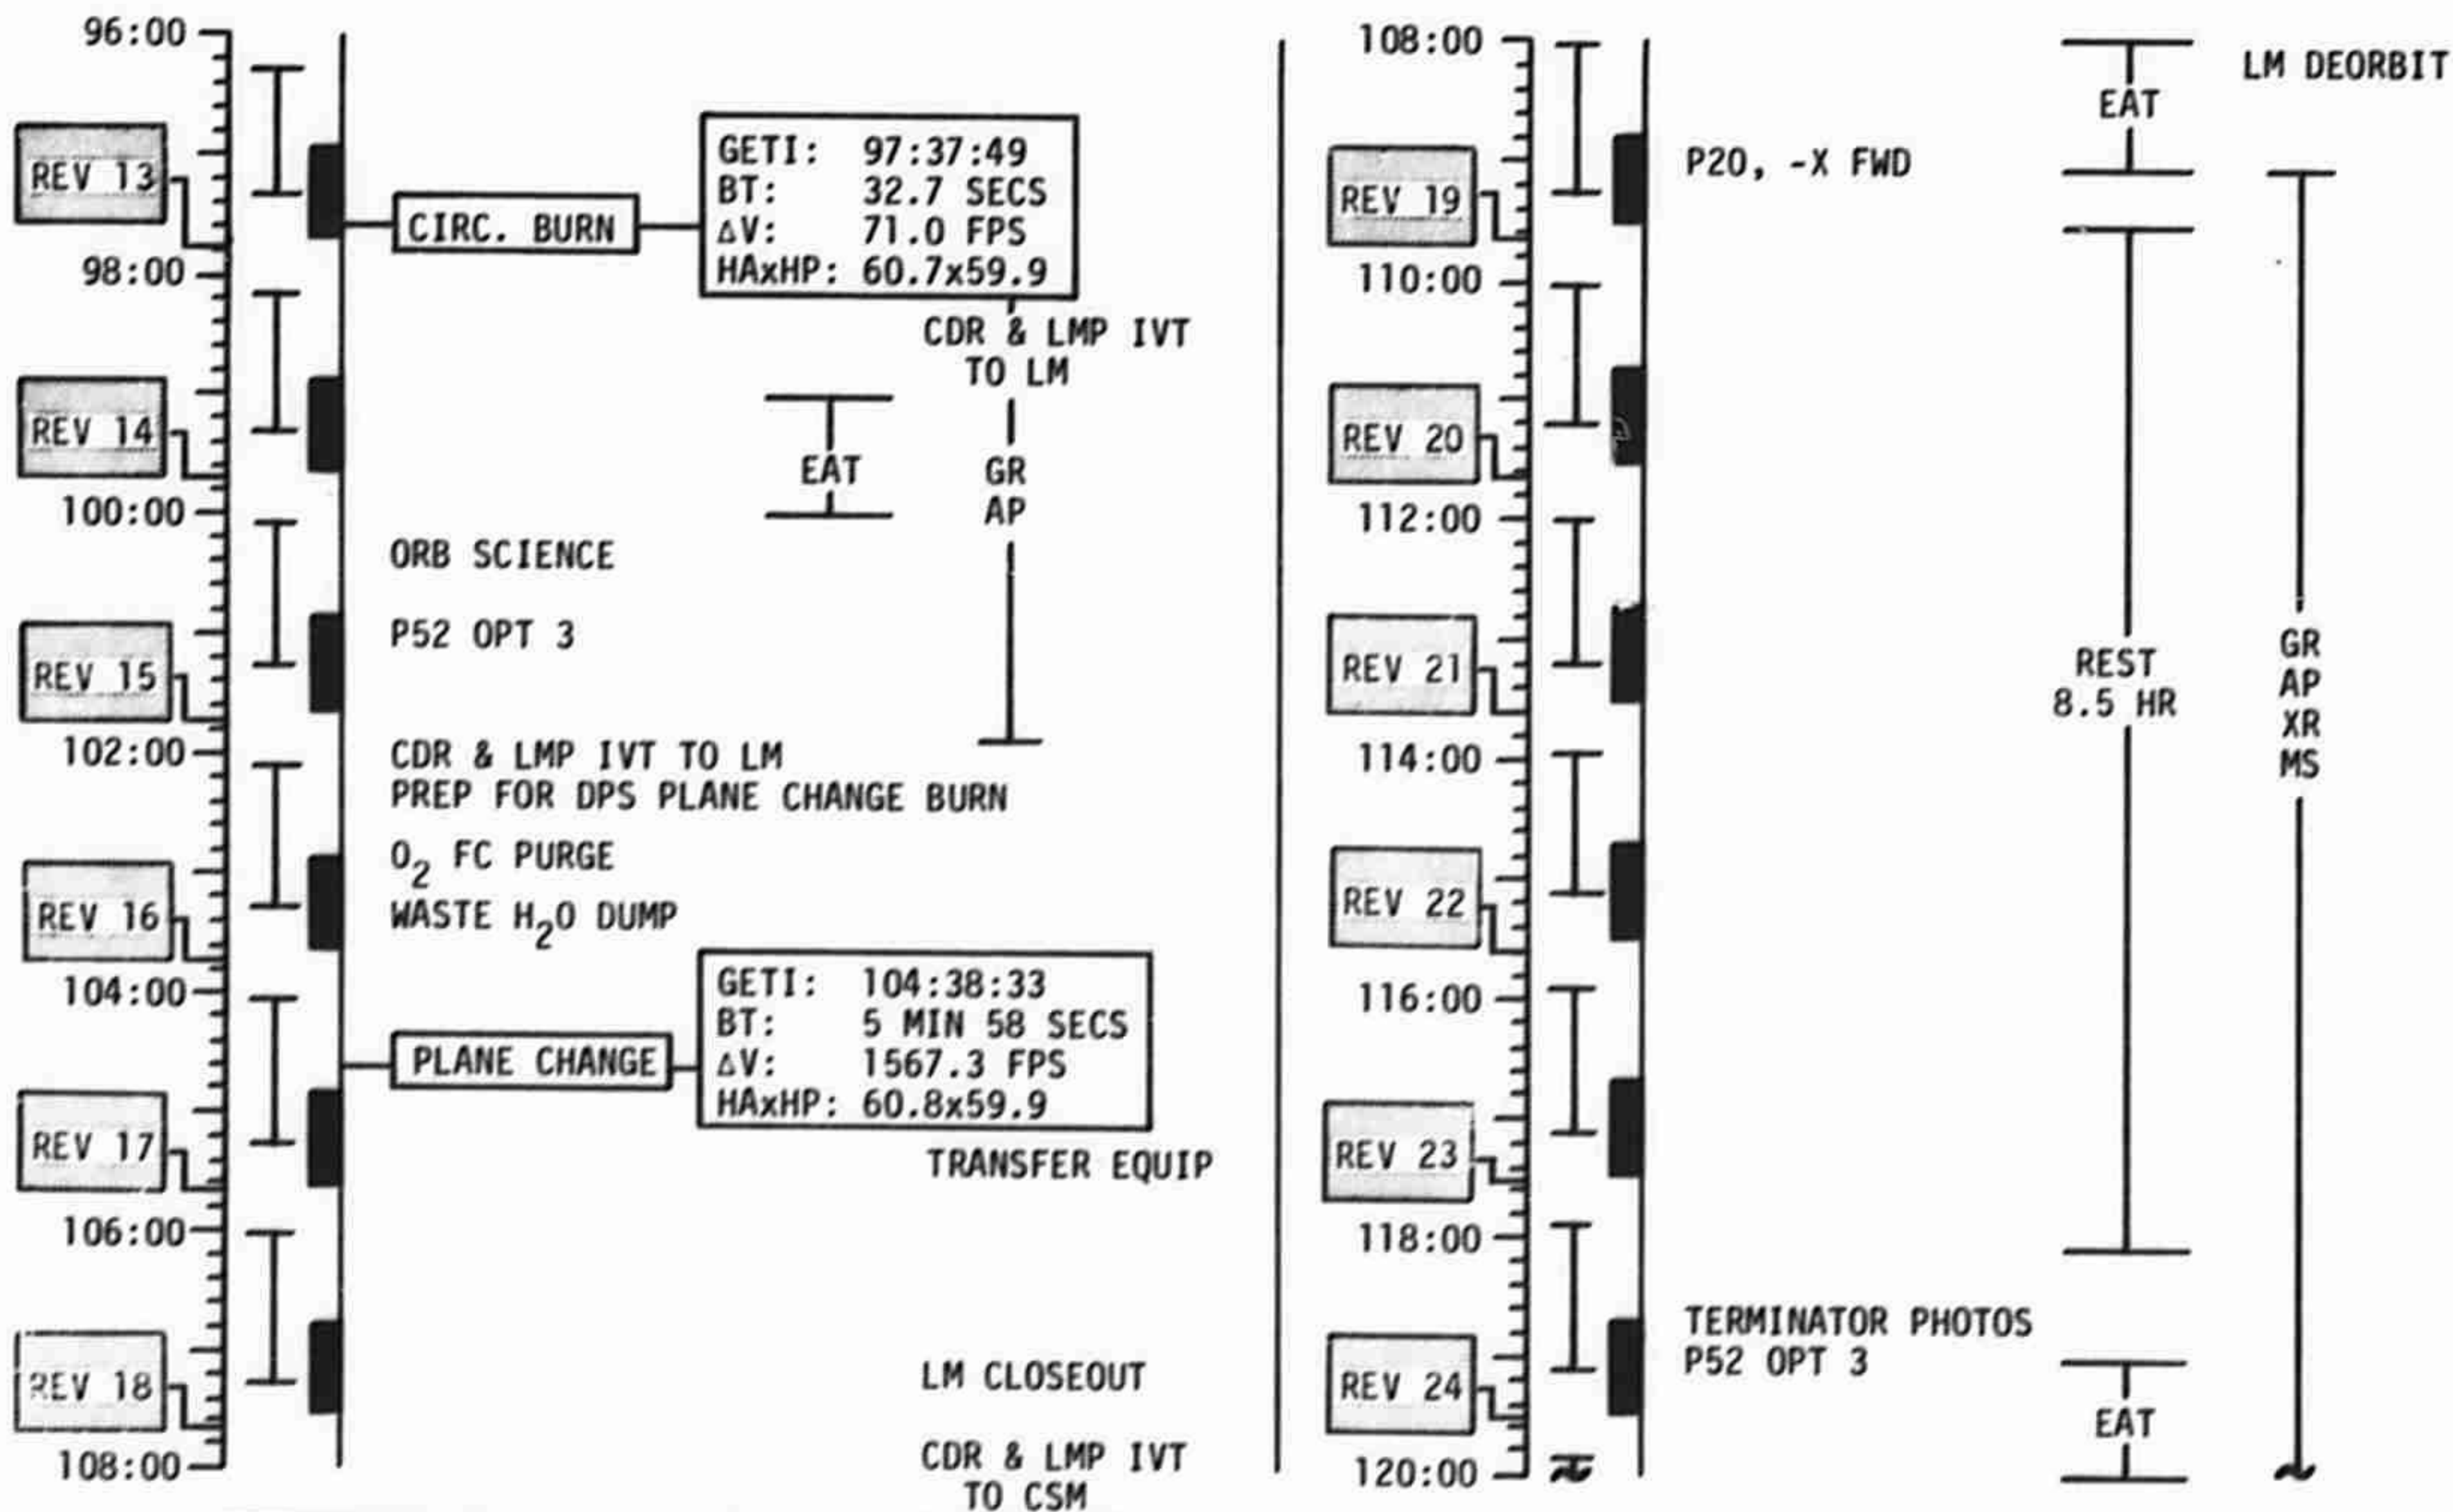 96:00
REV 13
CIRC. BURN
GETI: 97:37:49
BT: 32.7 SECS
ΔV: 71.0 FPS
HAxHP: 60.7x59.9
98:00
CDR & LMP IVT
TO LM
REV 14
EAT
GR
AP
100:00
ORB SCIENCE
P52 OPT 3
REV 15
102:00
CDR & LMP IVT TO LM
PREP FOR DPS PLANE CHANGE BURN
O2 FC PURGE
REV 16
WASTE H2O DUMP
104:00
GETI: 104:38:33
BT: 5 MIN 58 SECS
ΔV: 1567.3 FPS
HAxHP: 60.8x59.9
PLANE CHANGE
REV 17
TRANSFER EQUIP
106:00
REV 18
LM CLOSEOUT
CDR & LMP IVT
TO CSM
108:00
108:00
LM DEORBIT
EAT
P20, -X FWD
REV 19
110:00
REV 20
112:00
REV 21
REST
8.5 HR
GR
AP
XR
MS
114:00
REV 22
116:00
REV 23
118:00
TERMINATOR PHOTOS
P52 OPT 3
REV 24
EAT
120:00